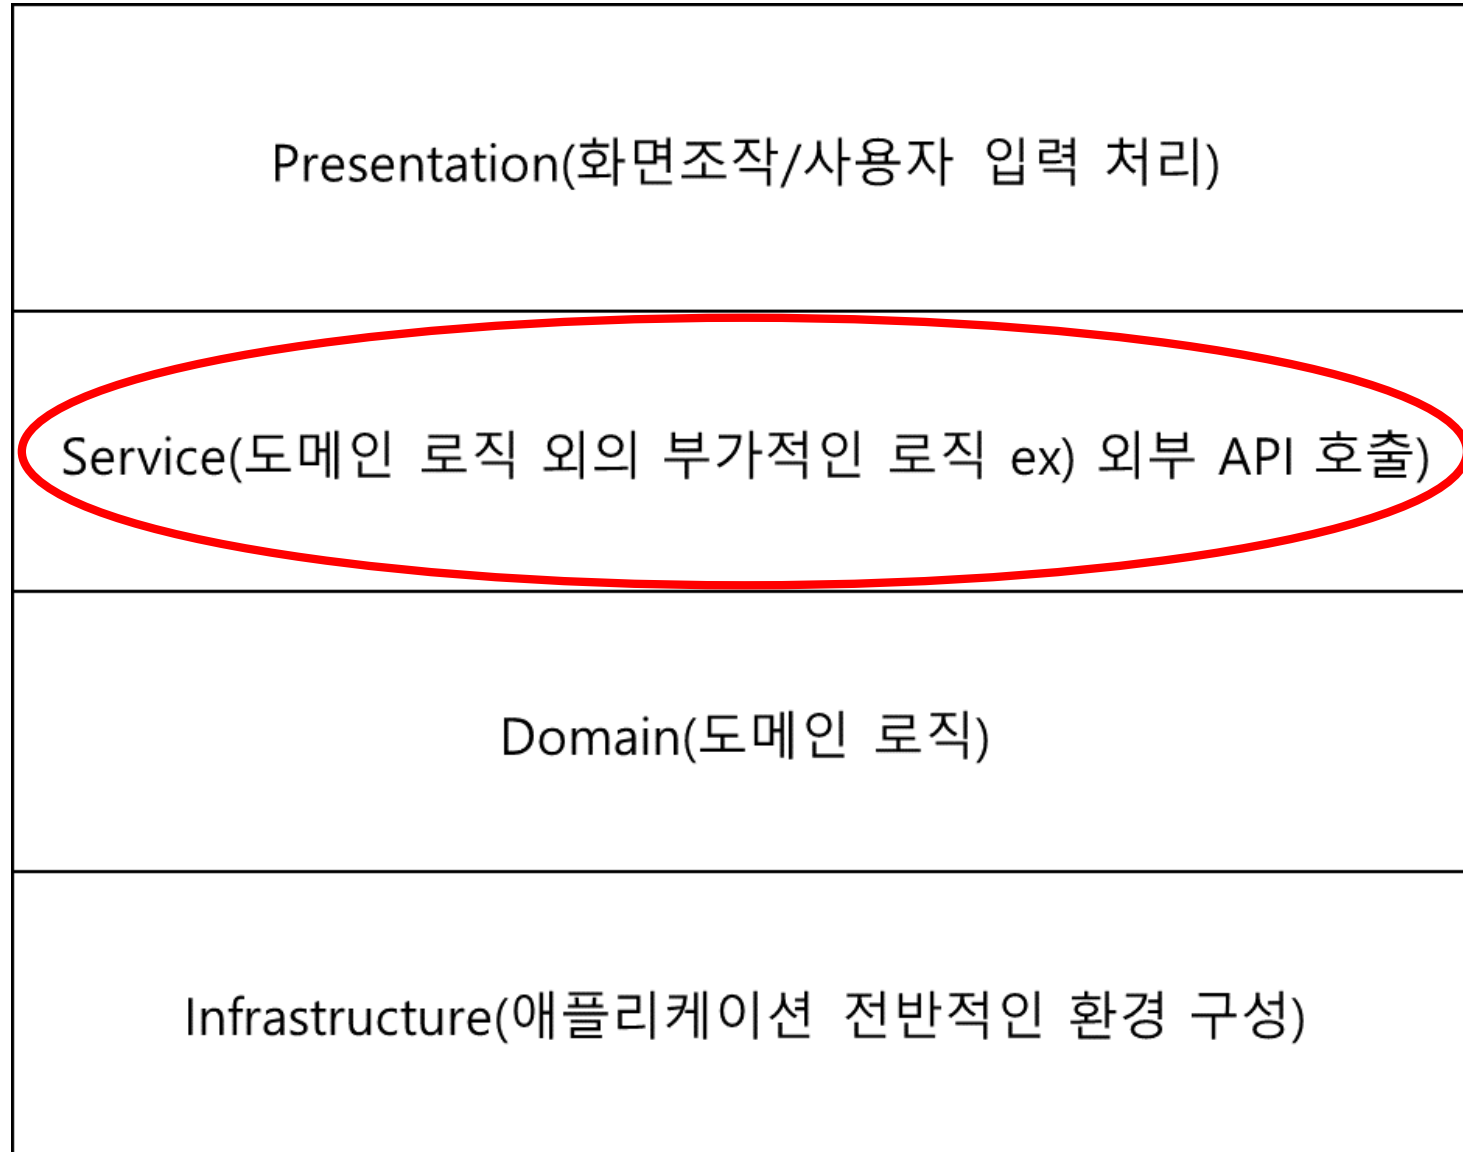 Presentation(화면조작/사용자 입력 처리)
Service(도메인 로직 외의 부가적인 로직 ex) 외부 API 호출)
Domain(도메인 로직)
Infrastructure(애플리케이션 전반적인 환경 구성)